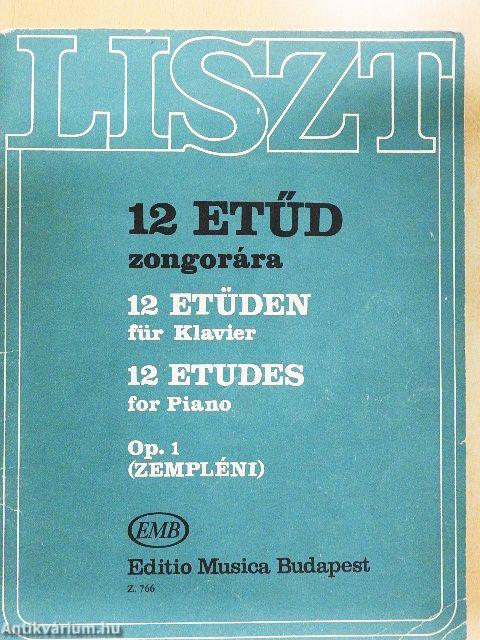 LISZT
12 ETŰD
zongorára
12 ETÜDEN
für Klavier
12 ETUDES
for Piano
Op. 1
(ZEMPLÉNI)
EMB
Editio Musica Budapest
Z. 766
Antikvárium.hu